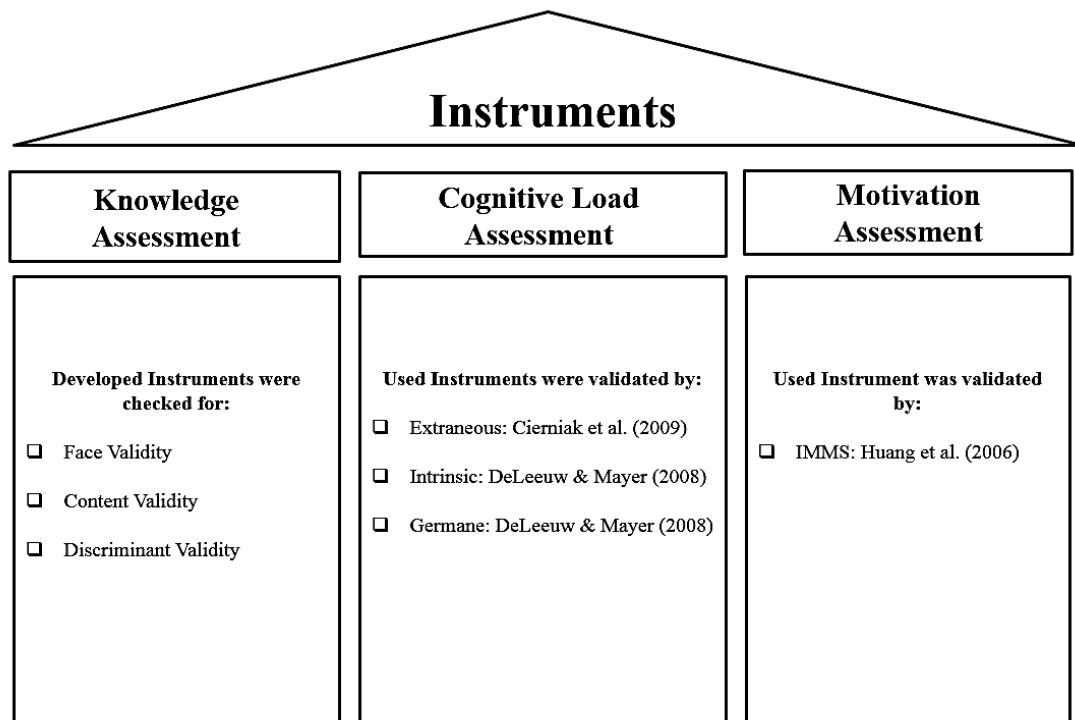 Instruments
Knowledge
Assessment
Cognitive Load
Assessment
Motivation
Assessment
Developed Instruments were
checked for:
❑ Face Validity
❑ Content Validity
❑ Discriminant Validity
Used Instruments were validated by:
❑ Extraneous: Cierniak et al. (2009)
❑ Intrinsic: DeLeeuw & Mayer (2008)
❑ Germane: DeLeeuw & Mayer (2008)
Used Instrument was validated
by:
❑ IMMS: Huang et al. (2006)